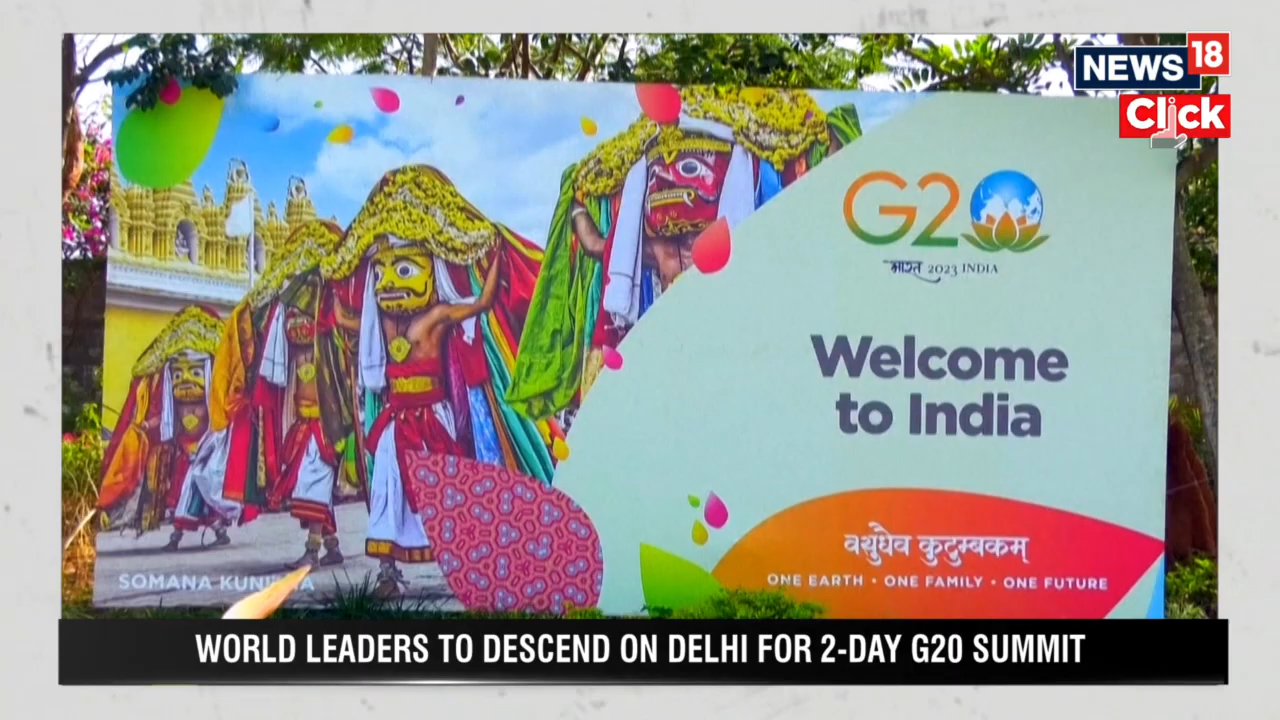 NEWS 18
Click
G20
भारत 2023 INDIA
Welcome
to India
वसुधैव कुटुम्बकम्
ONE EARTH • ONE FAMILY • ONE FUTURE
SOMANA
WORLD LEADERS TO DESCEND ON DELHI FOR 2-DAY G20 SUMMIT